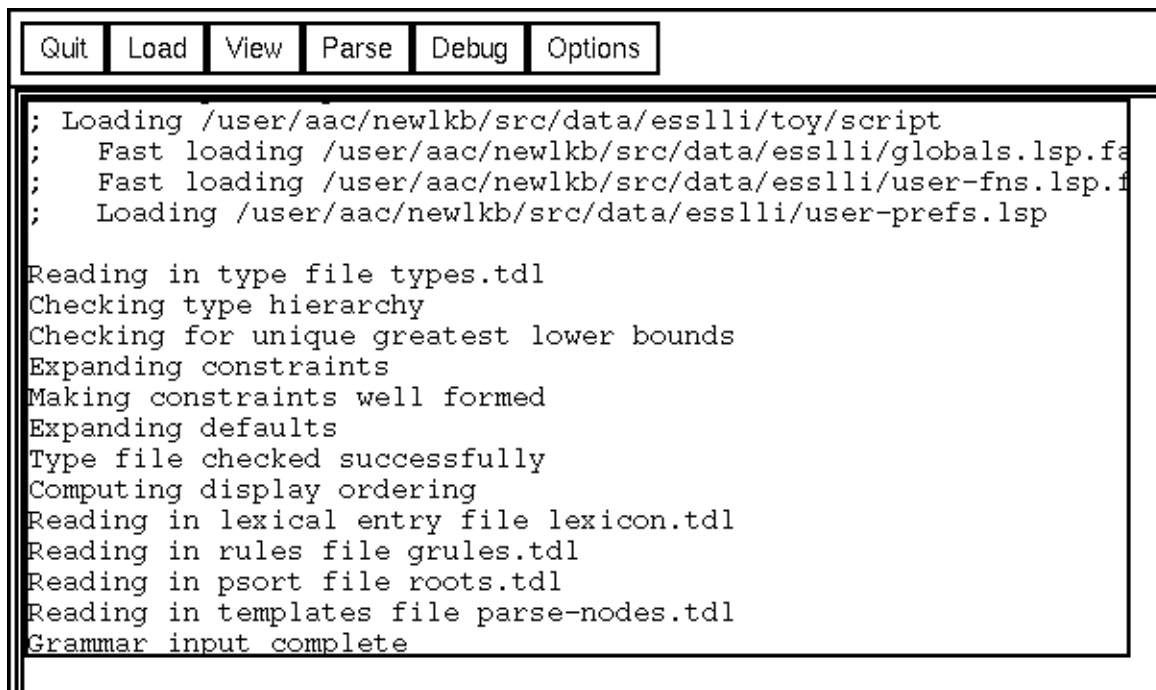 Quit Load View Parse Debug Options
; Loading /user/aac/newlkb/src/data/esslli/toy/script
;   Fast loading /user/aac/newlkb/src/data/esslli/globals.lsp.fa
;   Fast loading /user/aac/newlkb/src/data/esslli/user-fns.lsp.f
;   Loading /user/aac/newlkb/src/data/esslli/user-prefs.lsp
Reading in type file types.tdl
Checking type hierarchy
Checking for unique greatest lower bounds
Expanding constraints
Making constraints well formed
Expanding defaults
Type file checked successfully
Computing display ordering
Reading in lexical entry file lexicon.tdl
Reading in rules file grules.tdl
Reading in psort file roots.tdl
Reading in templates file parse-nodes.tdl
Grammar input complete